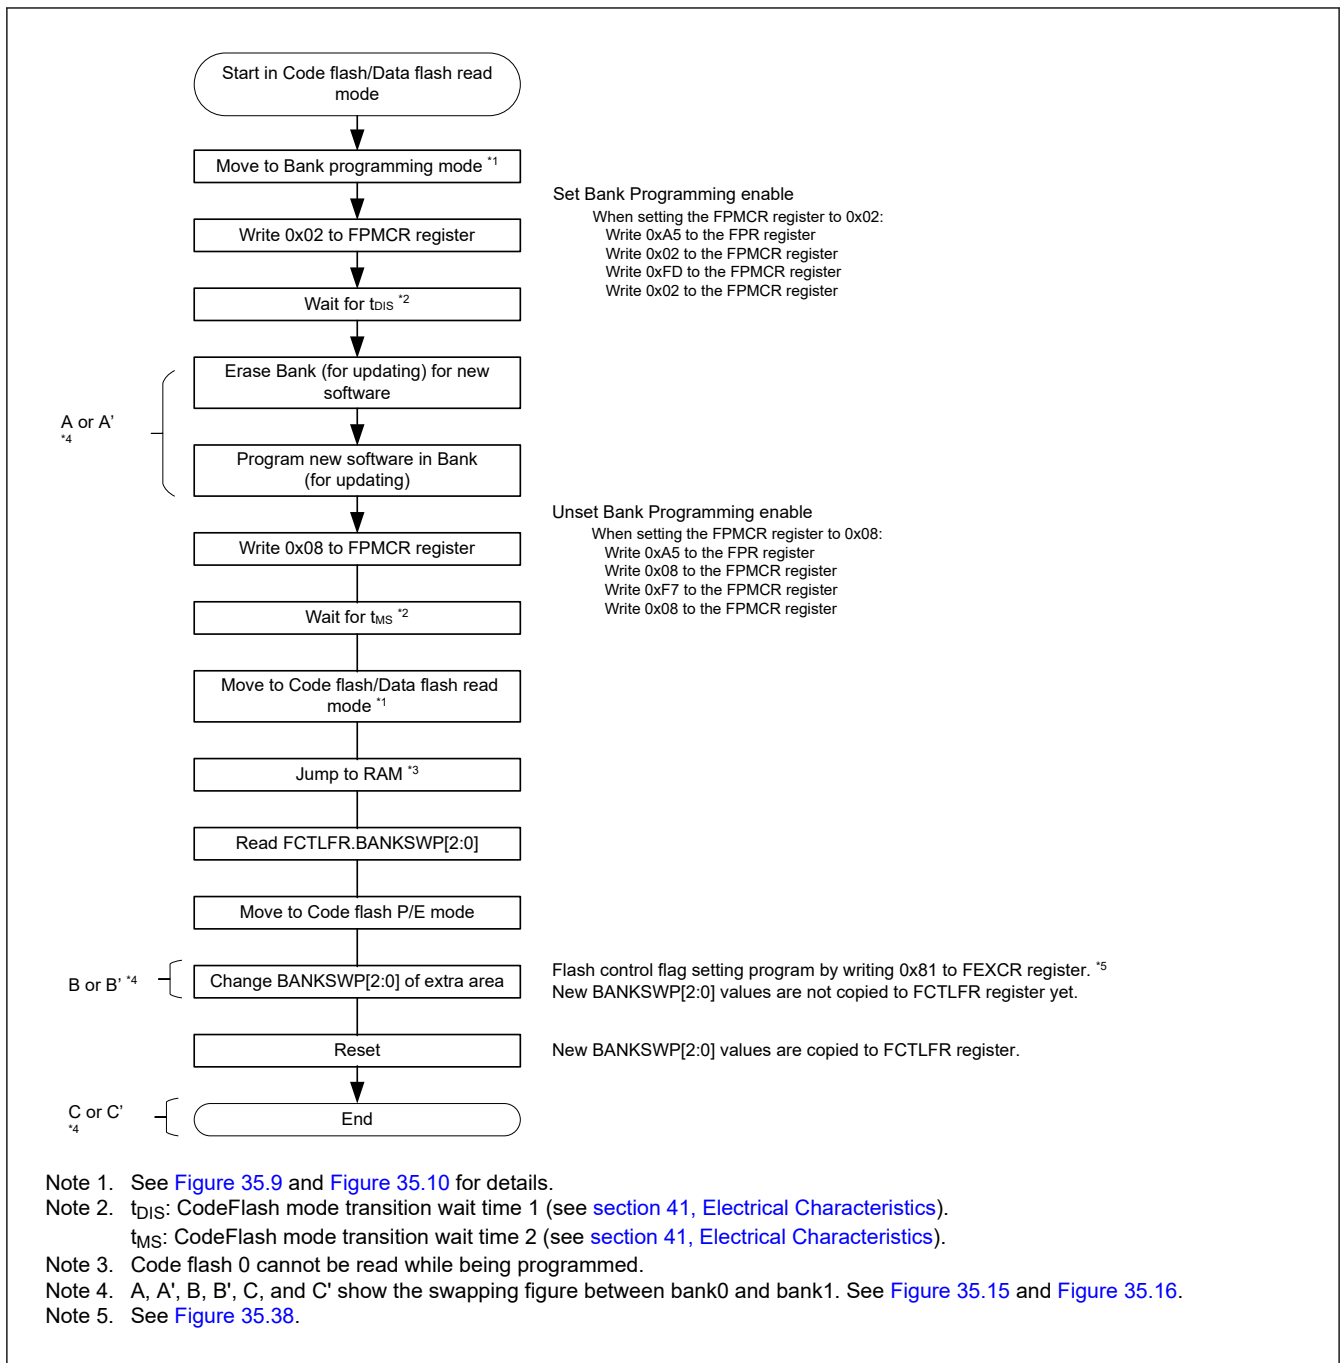 Start in Code flash/Data flash read
mode
Move to Bank programming mode *1
Set Bank Programming enable
When setting the FPMCR register to 0x02:
Write 0xA5 to the FPR register
Write 0x02 to the FPMCR register
Write 0xFD to the FPMCR register
Write 0x02 to the FPMCR register
Write 0x02 to FPMCR register
Wait for tDIS *2
Erase Bank (for updating) for new
software
A or A’
*4
Program new software in Bank
(for updating)
Unset Bank Programming enable
When setting the FPMCR register to 0x08:
Write 0xA5 to the FPR register
Write 0x08 to the FPMCR register
Write 0xF7 to the FPMCR register
Write 0x08 to the FPMCR register
Write 0x08 to FPMCR register
Wait for tMS *2
Move to Code flash/Data flash read
mode *1
Jump to RAM *3
Read FCTLFR.BANKSWP[2:0]
Move to Code flash P/E mode
B or B’ *4
Change BANKSWP[2:0] of extra area
Flash control flag setting program by writing 0x81 to FEXCR register. *5
New BANKSWP[2:0] values are not copied to FCTLFR register yet.
Reset
New BANKSWP[2:0] values are copied to FCTLFR register.
C or C’
*4
End
Note 1. See Figure 35.9 and Figure 35.10 for details.
Note 2. tDIS: CodeFlash mode transition wait time 1 (see section 41, Electrical Characteristics).
tMS: CodeFlash mode transition wait time 2 (see section 41, Electrical Characteristics).
Note 3. Code flash 0 cannot be read while being programmed.
Note 4. A, A', B, B', C, and C' show the swapping figure between bank0 and bank1. See Figure 35.15 and Figure 35.16.
Note 5. See Figure 35.38.